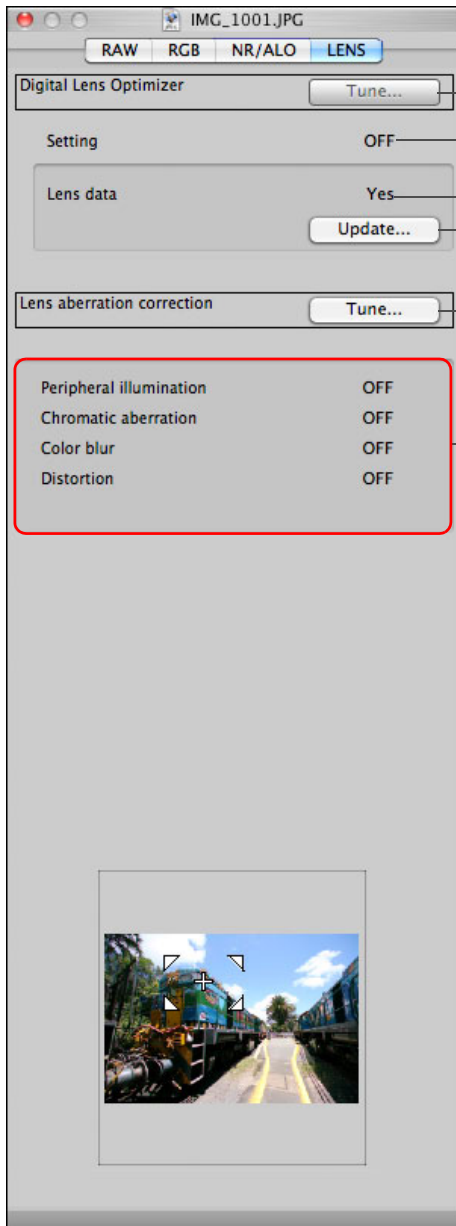 IMG_1001.JPG
RAW RGB NR/ALO LENS
Digital Lens Optimizer Tune...
Setting OFF
Lens data Yes
Update...
Lens aberration correction Tune...
Peripheral illumination OFF
Chromatic aberration OFF
Color blur OFF
Distortion OFF